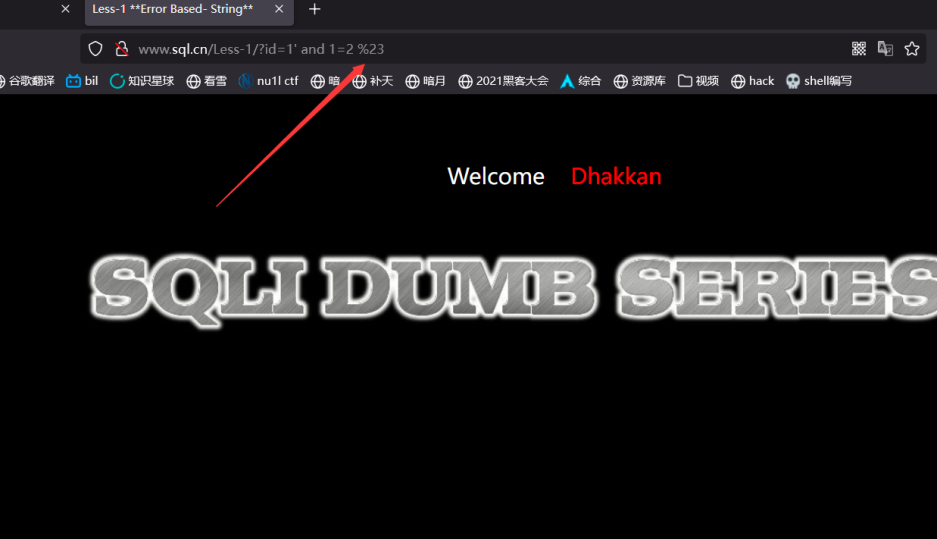 Less-1 **Error Based- String**
www.sql.cn/Less-1/?id=1' and 1=2 %23
谷歌翻译 bil 知识星球 看雪 nu1l ctf 暗 补天 暗月 2021黑客大会 综合 资源库 视频 hack shell编写
Welcome Dhakkan
SQLI DUMB SERIES